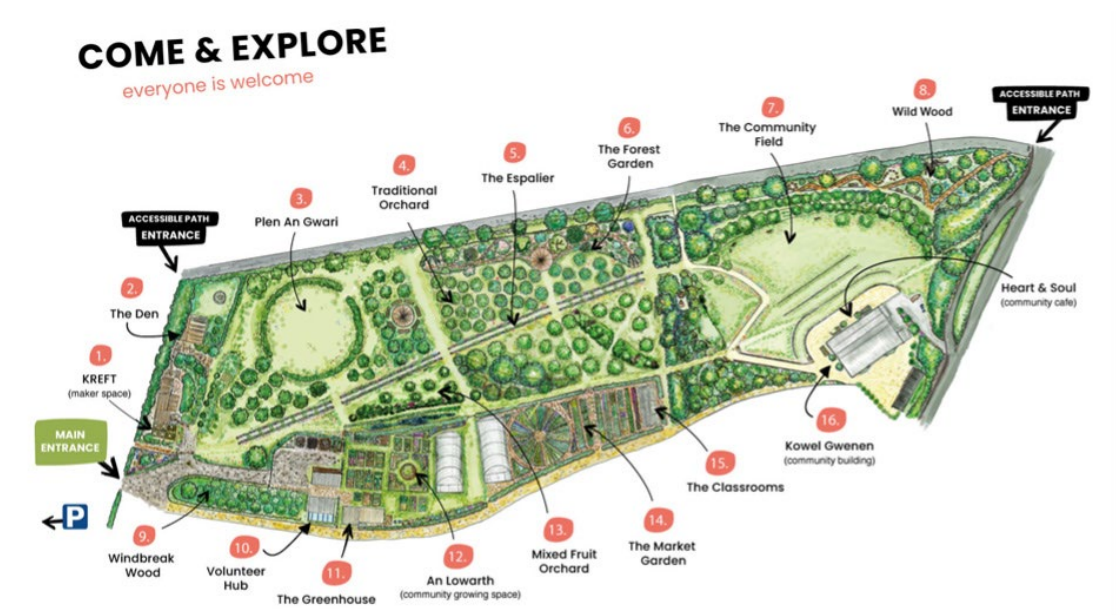 COME & EXPLORE
everyone is welcome
8.
Wild Wood
ACCESSIBLE PATH
ENTRANCE
7.
The Community
Field
6.
The Forest
Garden
5.
The Espalier
4.
Traditional
Orchard
3.
Plen An Gwari
ACCESSIBLE PATH
ENTRANCE
2.
The Den
1.
KREFT
(maker space)
MAIN
ENTRANCE
P
Heart & Soul
(community cafe)
16.
Kowel Gwenen
(community building)
15.
The Classrooms
14.
The Market
Garden
13.
Mixed Fruit
Orchard
12.
An Lowarth
(community growing space)
11.
The Greenhouse
10.
Volunteer
Hub
9.
Windbreak
Wood